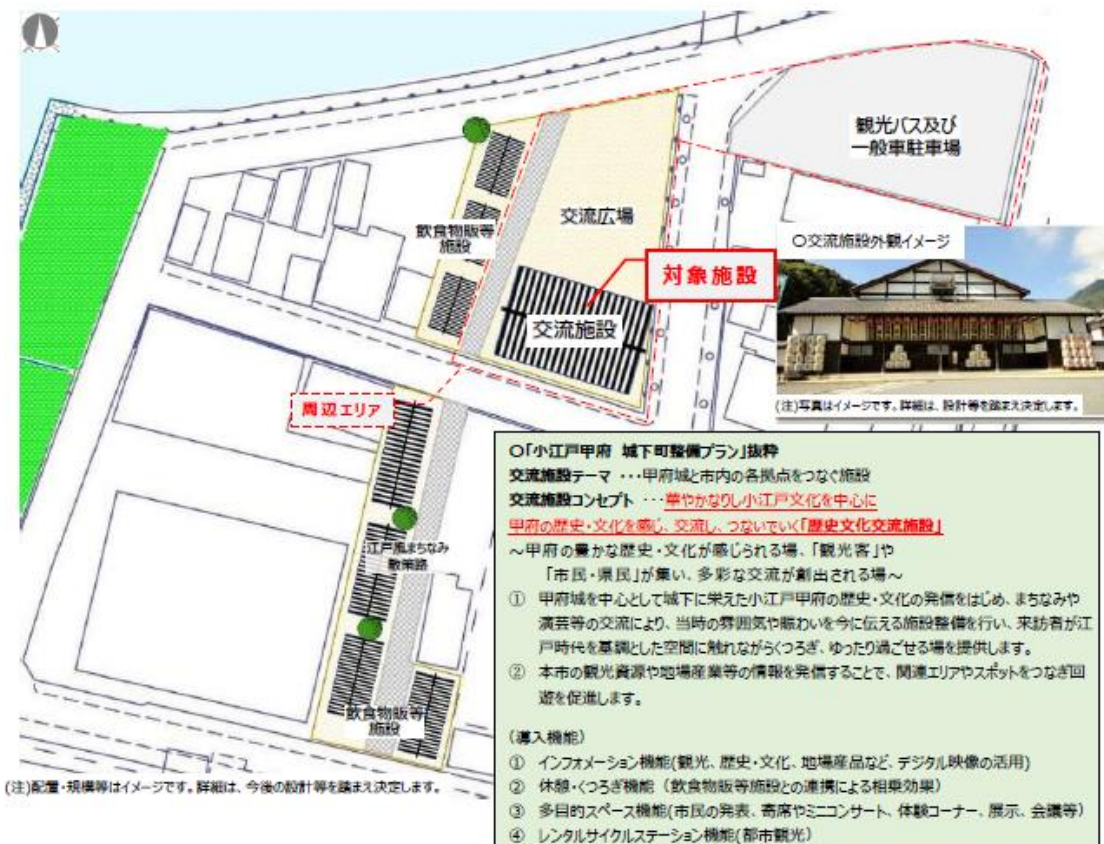 観光バス及び
一般車駐車場
交流広場
飲食物販等
施設
対象施設
交流施設
〇交流施設外観イメージ
(注)写真はイメージです。詳細は、設計等を踏まえ決定します。
周辺エリア
江戸風まちなみ
散策路
飲食物販等
施設
(注)配置・規模等はイメージです。詳細は、今後の設計等を踏まえ決定します。
〇「小江戸甲府 城下町整備プラン」抜粋
交流施設テーマ ・・・甲府城と市内の各拠点をつなぐ施設
交流施設コンセプト ・・・華やかなりし小江戸文化を中心に
甲府の歴史・文化を感じ、交流し、つないでいく「歴史文化交流施設」
~甲府の豊かな歴史・文化が感じられる場、「観光客」や
「市民・県民」が集い、多彩な交流が創出される場~
① 甲府城を中心として城下に栄えた小江戸甲府の歴史・文化の発信をはじめ、まちなみや
演芸等の交流により、当時の雰囲気や賑わいを今に伝える施設整備を行い、来訪者が江
戸時代を基調とした空間に触れながらくつろぎ、ゆったり過ごせる場を提供します。
② 本市の観光資源や地場産業等の情報を発信することで、関連エリアやスポットをつなぎ回
遊を促進します。
(導入機能)
① インフォメーション機能(観光、歴史・文化、地場産品など、デジタル映像の活用)
② 休憩・くつろぎ機能 (飲食物販等施設との連携による相乗効果)
③ 多目的スペース機能(市民の発表、寄席やミニコンサート、体験コーナー、展示、会議等)
④ レンタルサイクルステーション機能(都市観光)